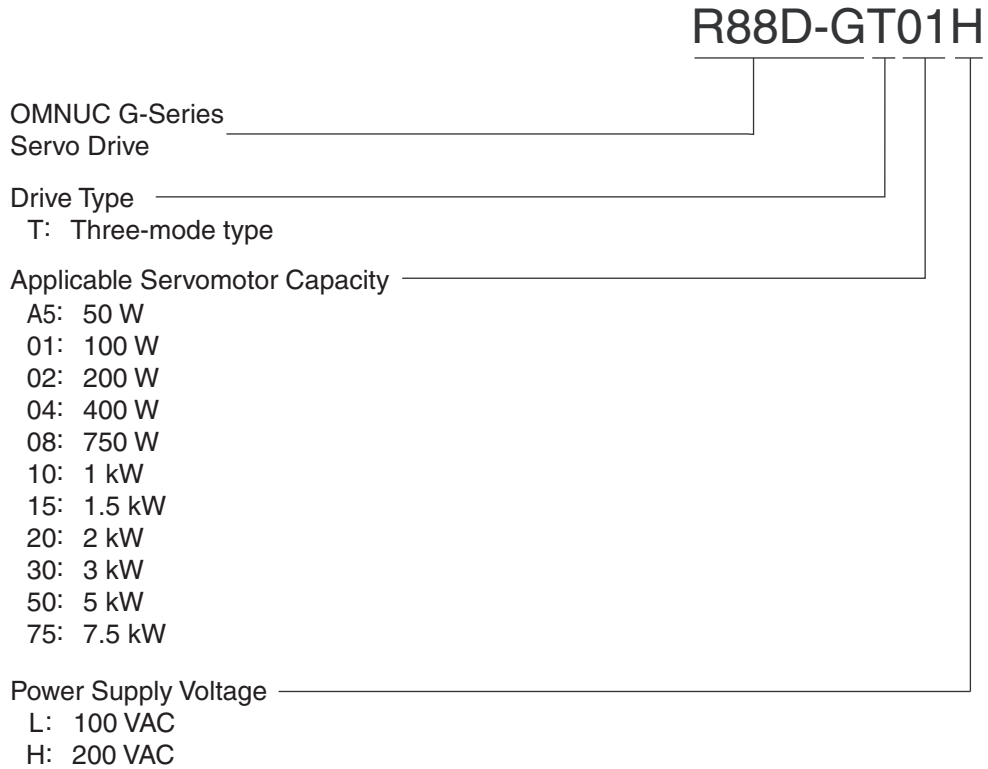 R88D-GT01H
OMNUC G-Series
Servo Drive
Drive Type
T: Three-mode type
Applicable Servomotor Capacity
A5: 50 W
01: 100 W
02: 200 W
04: 400 W
08: 750 W
10: 1 kW
15: 1.5 kW
20: 2 kW
30: 3 kW
50: 5 kW
75: 7.5 kW
Power Supply Voltage
L: 100 VAC
H: 200 VAC